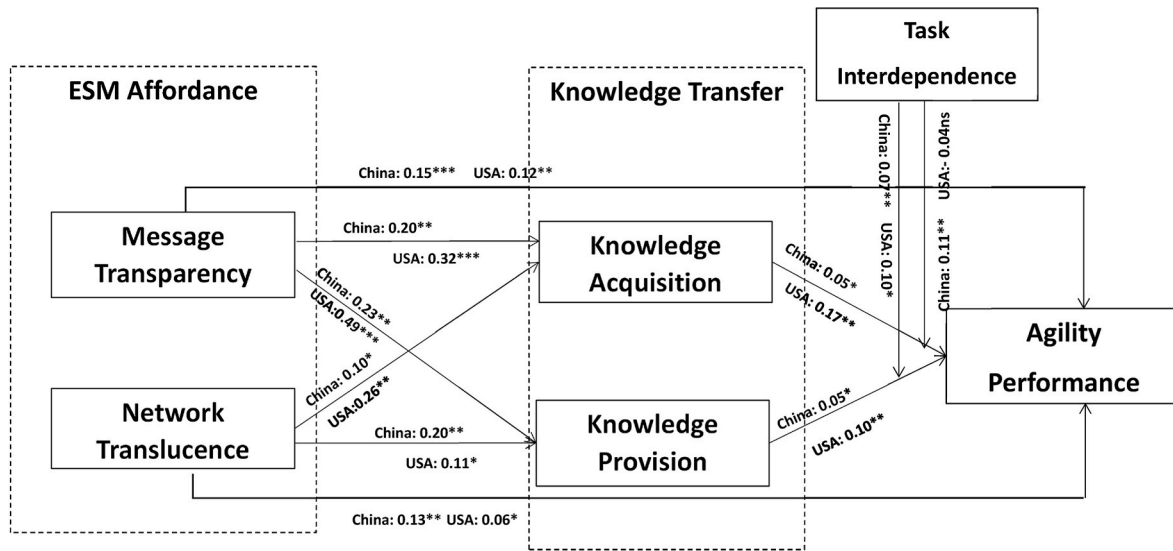 Task
Interdependence
ESM Affordance
Knowledge Transfer
China: 0.15*** USA: 0.12**
China: 0.07** USA: 0.10*
China: 0.11** USA:- 0.04ns
Message
Transparency
China: 0.20**
USA: 0.32***
Knowledge
Acquisition
China: 0.23**
USA:0.49***
China: 0.05*
USA: 0.17**
Agility
Performance
China: 0.10*
USA:0.26**
Network
Translucence
China: 0.20**
USA: 0.11*
Knowledge
Provision
China: 0.05*
USA: 0.10**
China: 0.13** USA: 0.06*